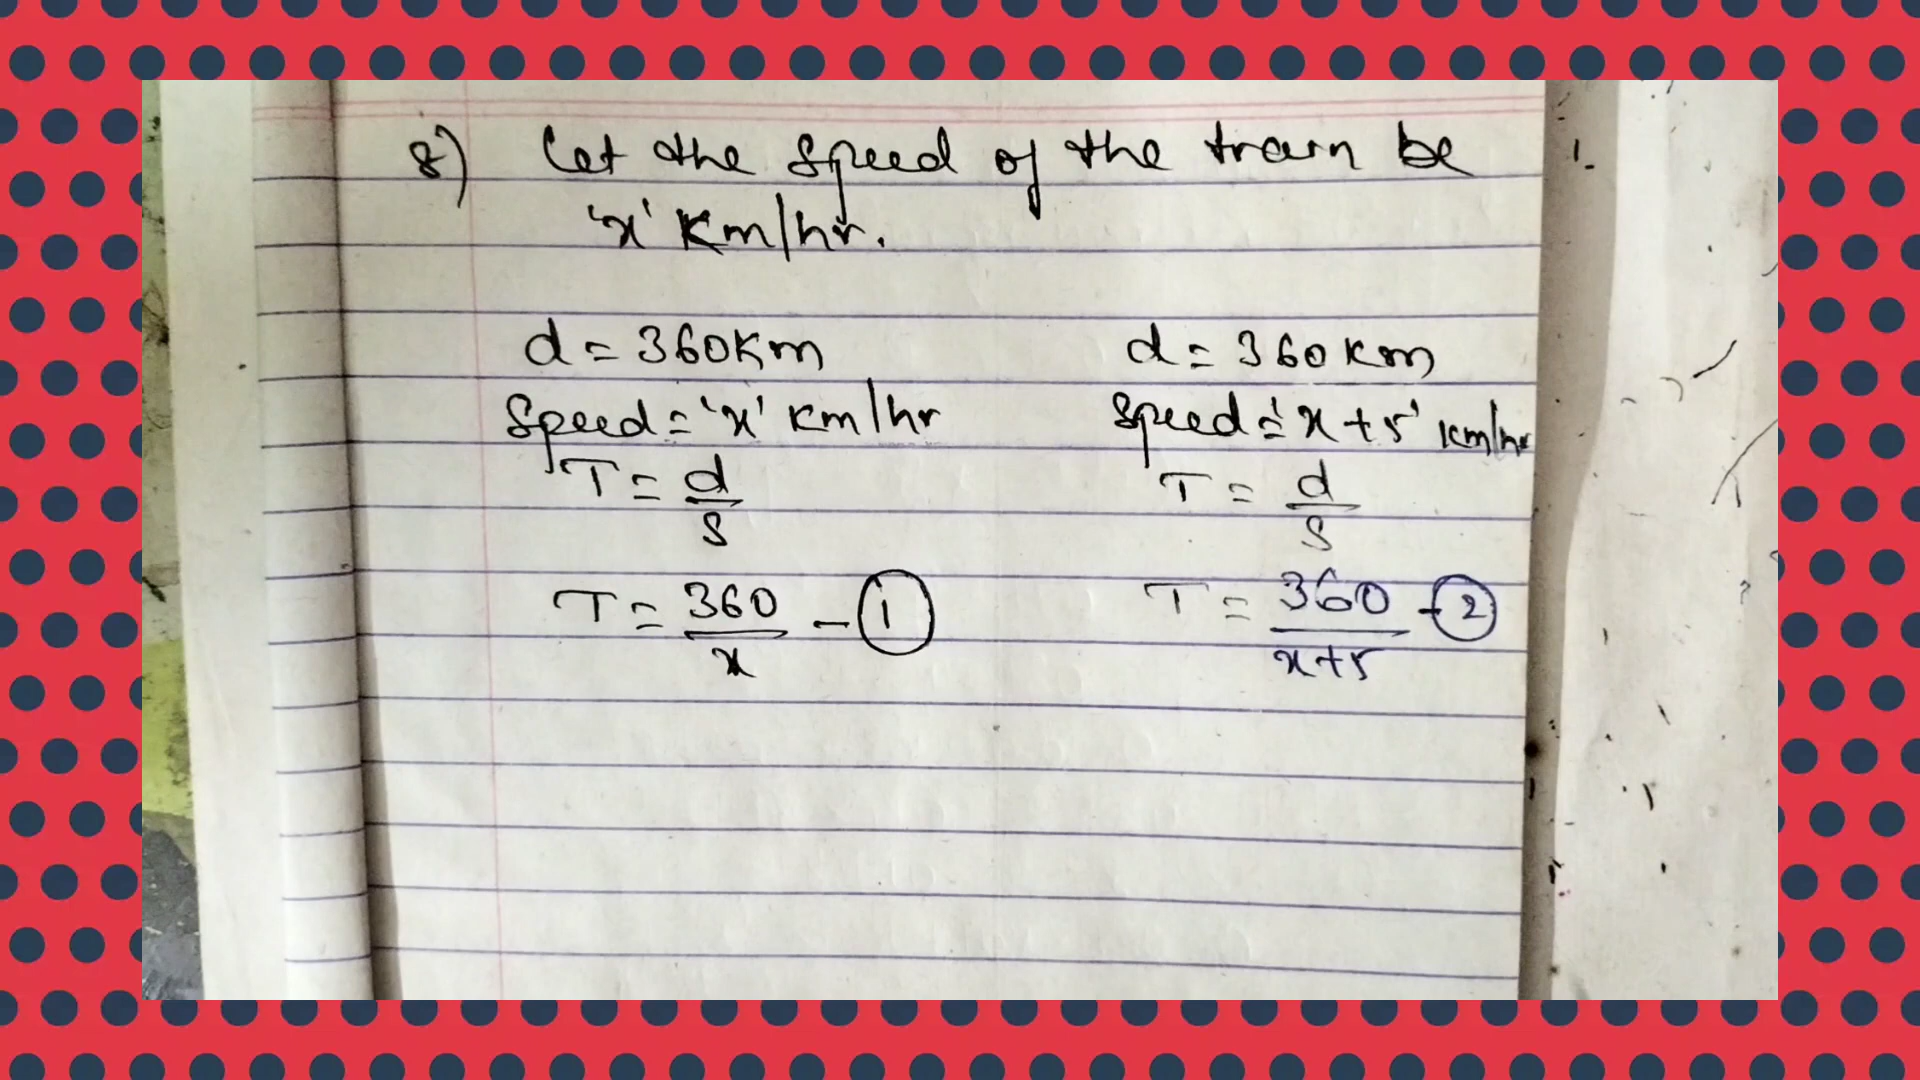 8) Let the speed of the train be
'x' Km/hr.
d = 360Km
Speed = 'x' Km/hr
T = d/s
T = 360/x - ①
d = 360 Km
Speed = 'x + 5' km/hr
T = d/s
T = 360/x+5 - ②